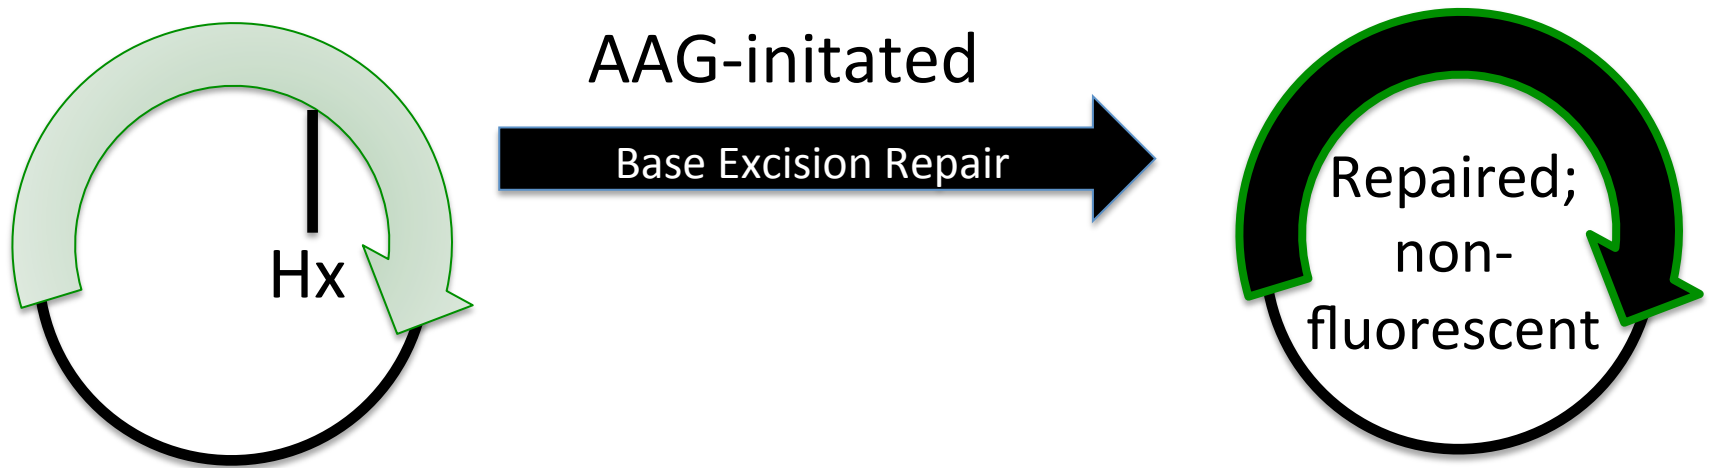 AAG-initated
Base Excision Repair
Hx
Repaired;
non-
fluorescent